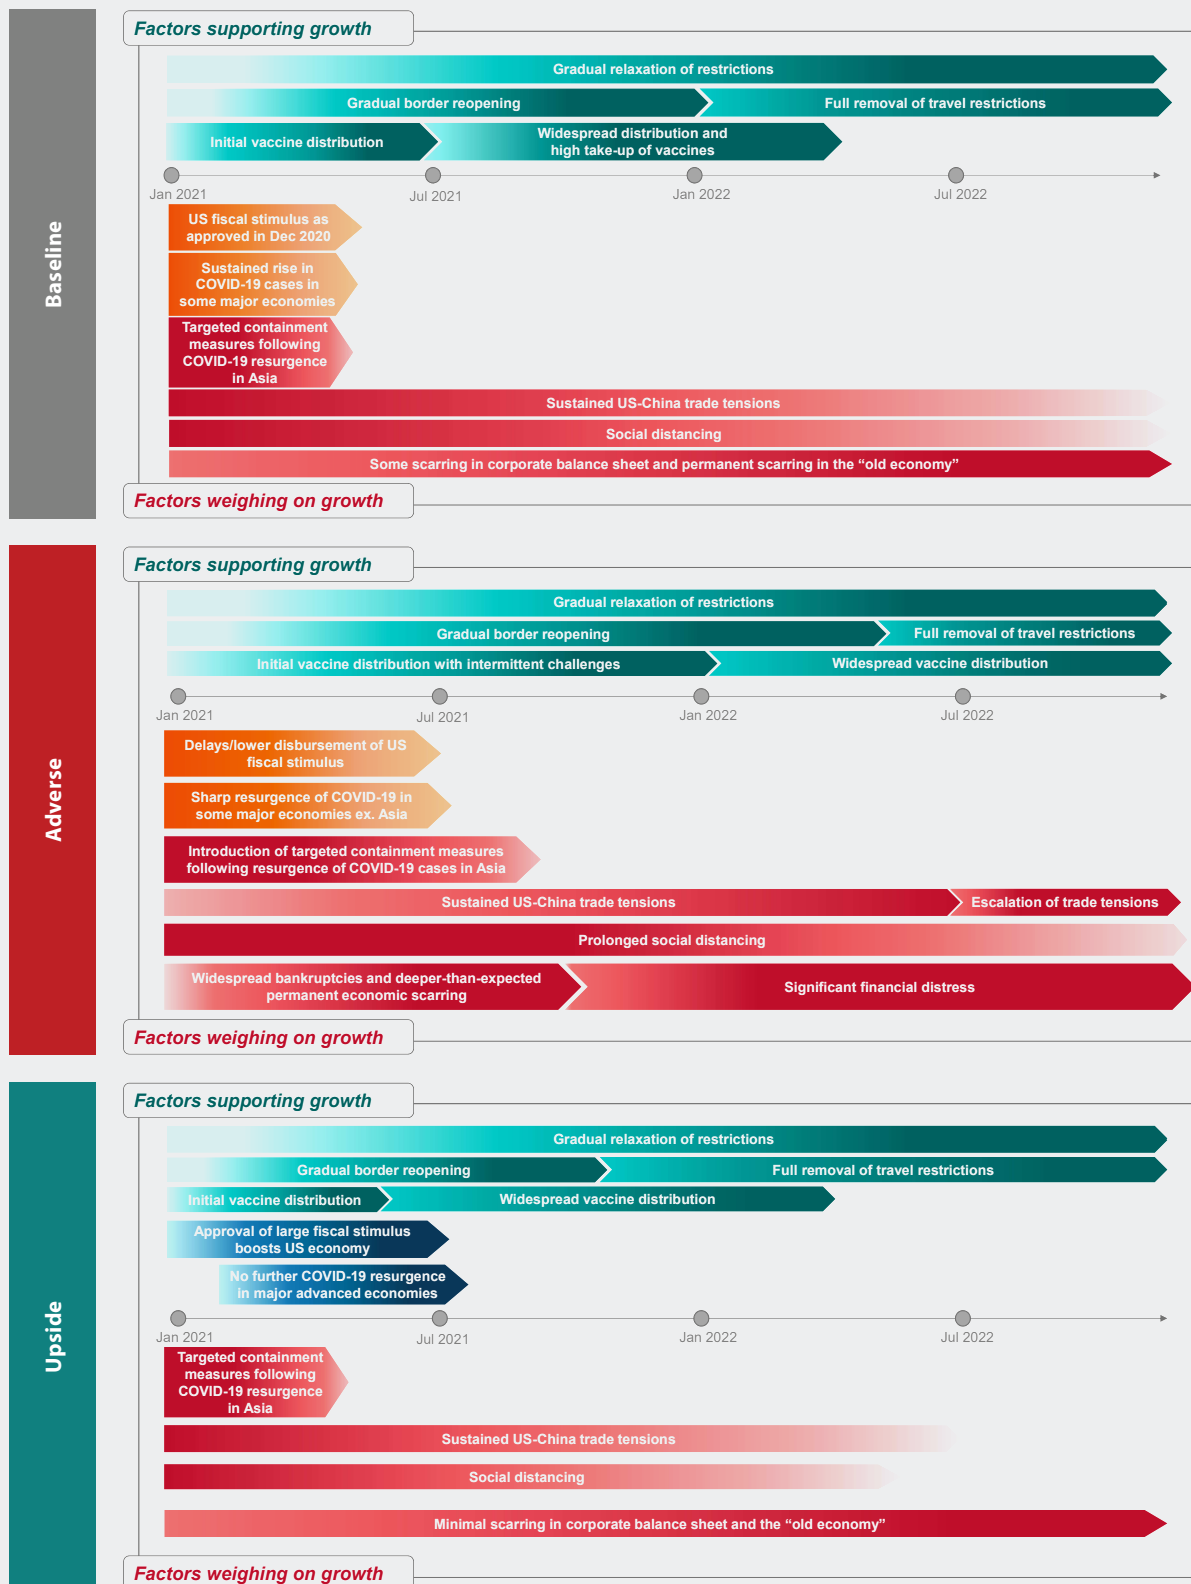 Baseline
Factors supporting growth
Gradual relaxation of restrictions
Gradual border reopening
Full removal of travel restrictions
Initial vaccine distribution
Widespread distribution and
high take-up of vaccines
Jan 2021
Jul 2021
Jan 2022
Jul 2022
US fiscal stimulus as
approved in Dec 2020
Sustained rise in
COVID-19 cases in
some major economies
Targeted containment
measures following
COVID-19 resurgence
in Asia
Sustained US-China trade tensions
Social distancing
Some scarring in corporate balance sheet and permanent scarring in the “old economy”
Factors weighing on growth
Adverse
Factors supporting growth
Gradual relaxation of restrictions
Gradual border reopening
Full removal of travel restrictions
Initial vaccine distribution with intermittent challenges
Widespread vaccine distribution
Jan 2021
Jul 2021
Jan 2022
Jul 2022
Delays/lower disbursement of US
fiscal stimulus
Sharp resurgence of COVID-19 in
some major economies ex. Asia
Introduction of targeted containment measures
following resurgence of COVID-19 cases in Asia
Sustained US-China trade tensions
Escalation of trade tensions
Prolonged social distancing
Widespread bankruptcies and deeper-than-expected
permanent economic scarring
Significant financial distress
Factors weighing on growth
Upside
Factors supporting growth
Gradual relaxation of restrictions
Gradual border reopening
Full removal of travel restrictions
Initial vaccine distribution
Widespread vaccine distribution
Approval of large fiscal stimulus
boosts US economy
No further COVID-19 resurgence
in major advanced economies
Jan 2021
Jul 2021
Jan 2022
Jul 2022
Targeted containment
measures following
COVID-19 resurgence
in Asia
Sustained US-China trade tensions
Social distancing
Minimal scarring in corporate balance sheet and the “old economy”
Factors weighing on growth